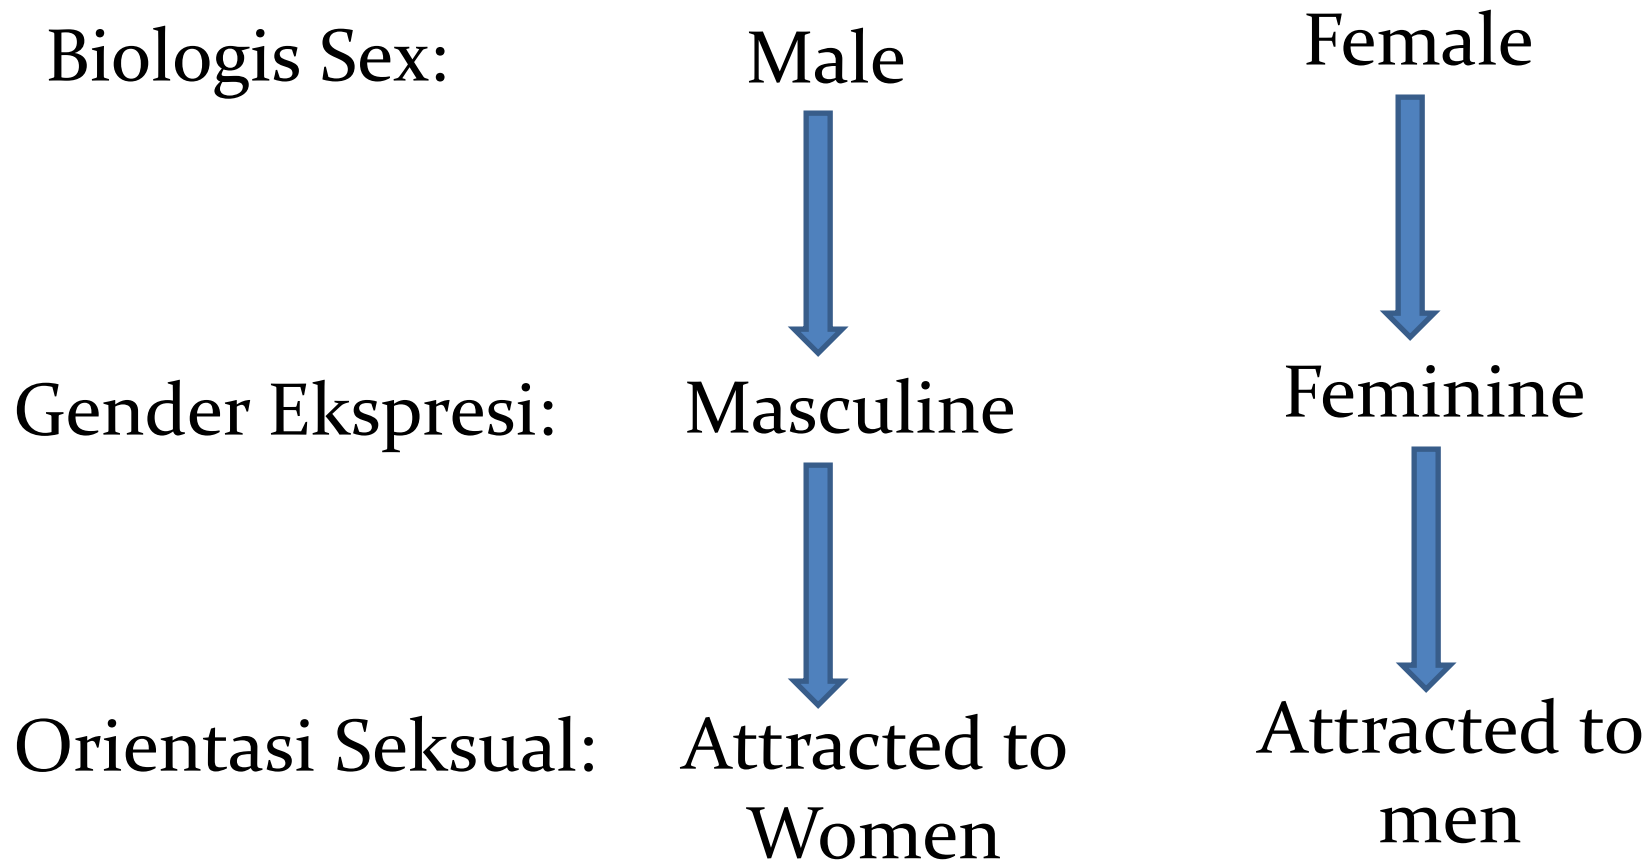 Biologis Sex: Male Female
Gender Ekspresi: Masculine Feminine
Orientasi Seksual: Attracted to Attracted to
Women men